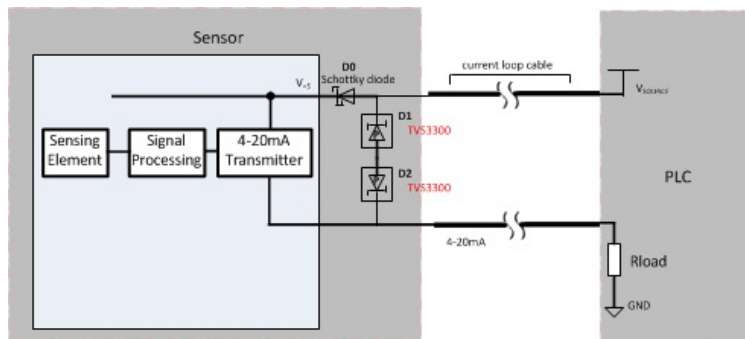 Sensor
D0
Schottky diode
V+S
current loop cable
VSOURCE
D1
TVS3300
Sensing
Element
Signal
Processing
4-20mA
Transmitter
D2
TVS3300
PLC
4-20mA
Rload
GND